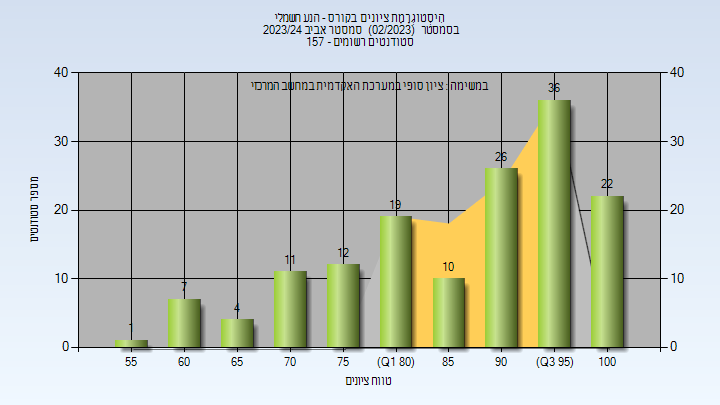 היסטוגרמת ציונים בקורס - הנע חשמלי
בסמסטר (02/2023) סמסטר אביב 2023/24
סטודנטים רשומים - 157
במשימה : ציון סופי במערכת האקדמית במחשב המרכזי
מספר סטודנטים
40 40
30 30
20 20
10 10
0 0
1 7 4 11 12 19 10 26 36 22
55 60 65 70 75 (Q1 80) 85 90 (Q3 95) 100
טווח ציונים